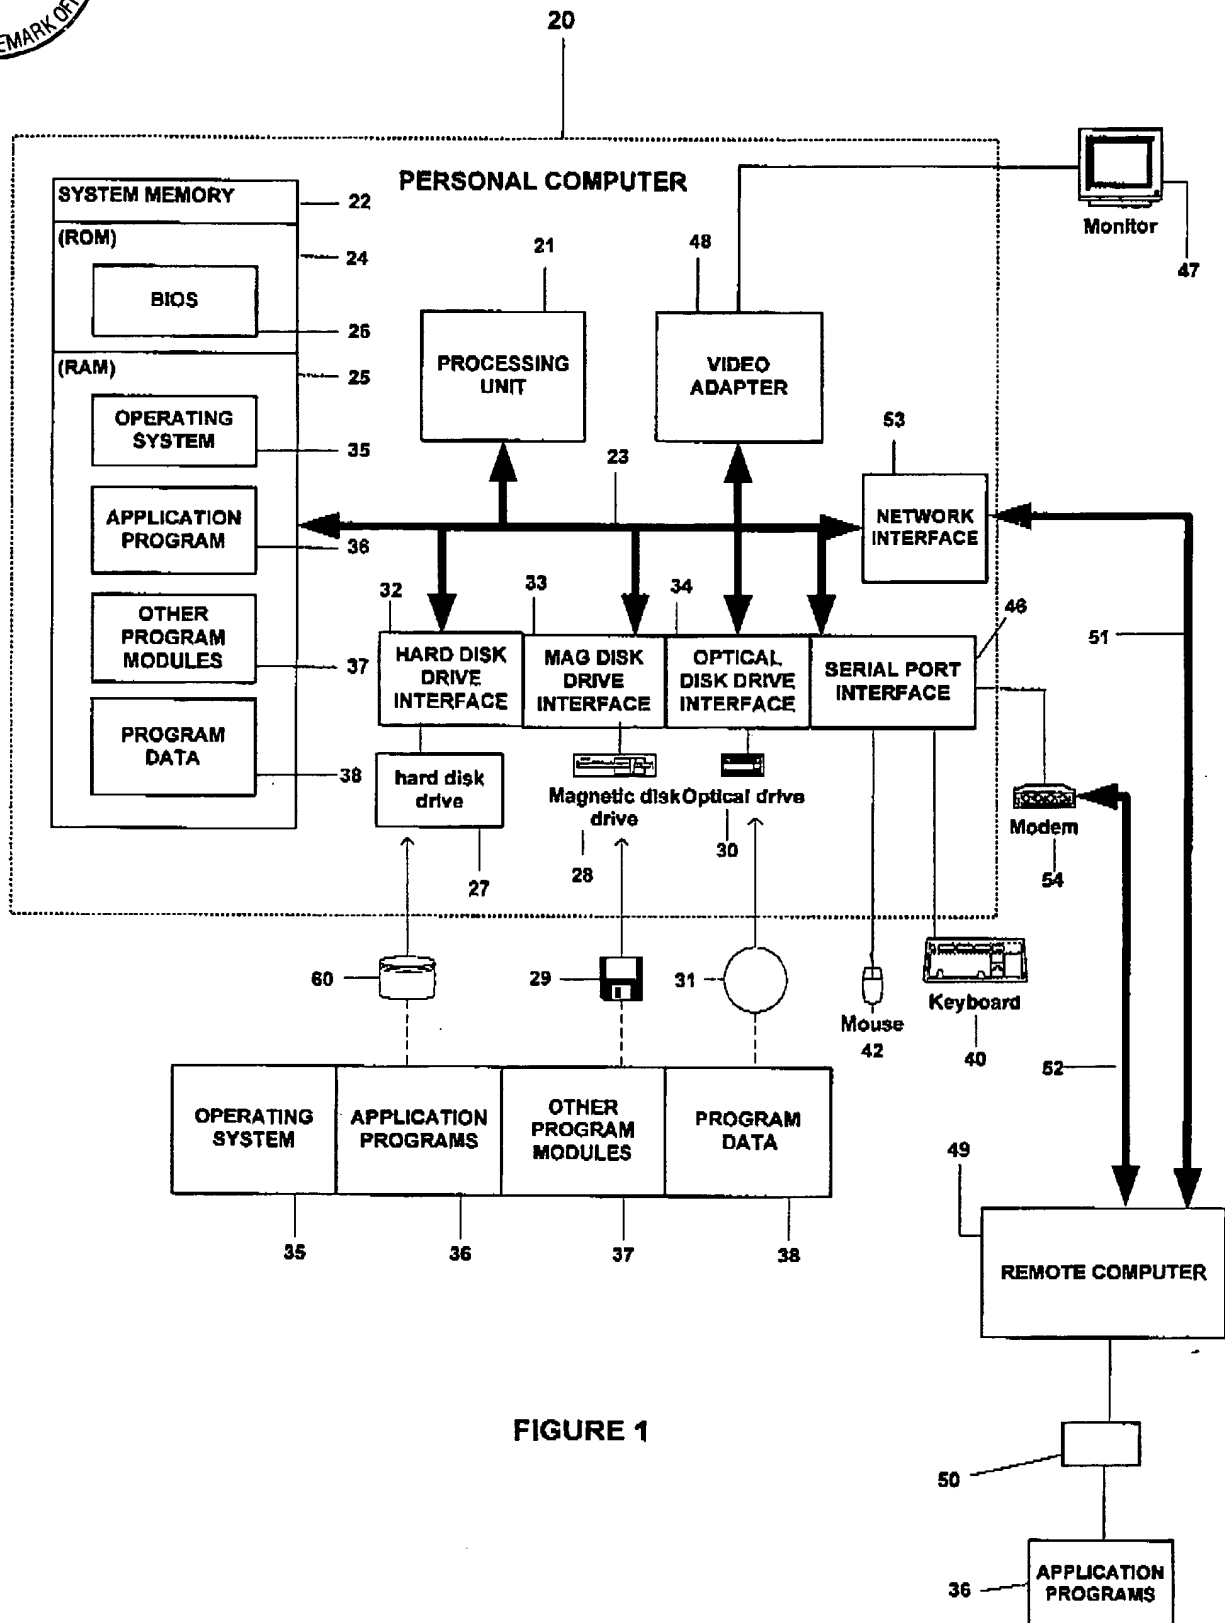 EMARK OF
20
PERSONAL COMPUTER
SYSTEM MEMORY
22
(ROM)
24
BIOS
26
(RAM)
25
OPERATING
SYSTEM
35
APPLICATION
PROGRAM
36
OTHER
PROGRAM
MODULES
37
PROGRAM
DATA
38
21
PROCESSING
UNIT
48
VIDEO
ADAPTER
Monitor
47
23
53
NETWORK
INTERFACE
32
HARD DISK
DRIVE
INTERFACE
33
MAG DISK
DRIVE
INTERFACE
34
OPTICAL
DISK DRIVE
INTERFACE
46
SERIAL PORT
INTERFACE
51
hard disk
drive
27
Magnetic disk
drive
28
Optical drive
30
Modem
54
60
29
31
Mouse
42
Keyboard
40
52
OPERATING
SYSTEM
35
APPLICATION
PROGRAMS
36
OTHER
PROGRAM
MODULES
37
PROGRAM
DATA
38
49
REMOTE COMPUTER
FIGURE 1
50
36
APPLICATION
PROGRAMS